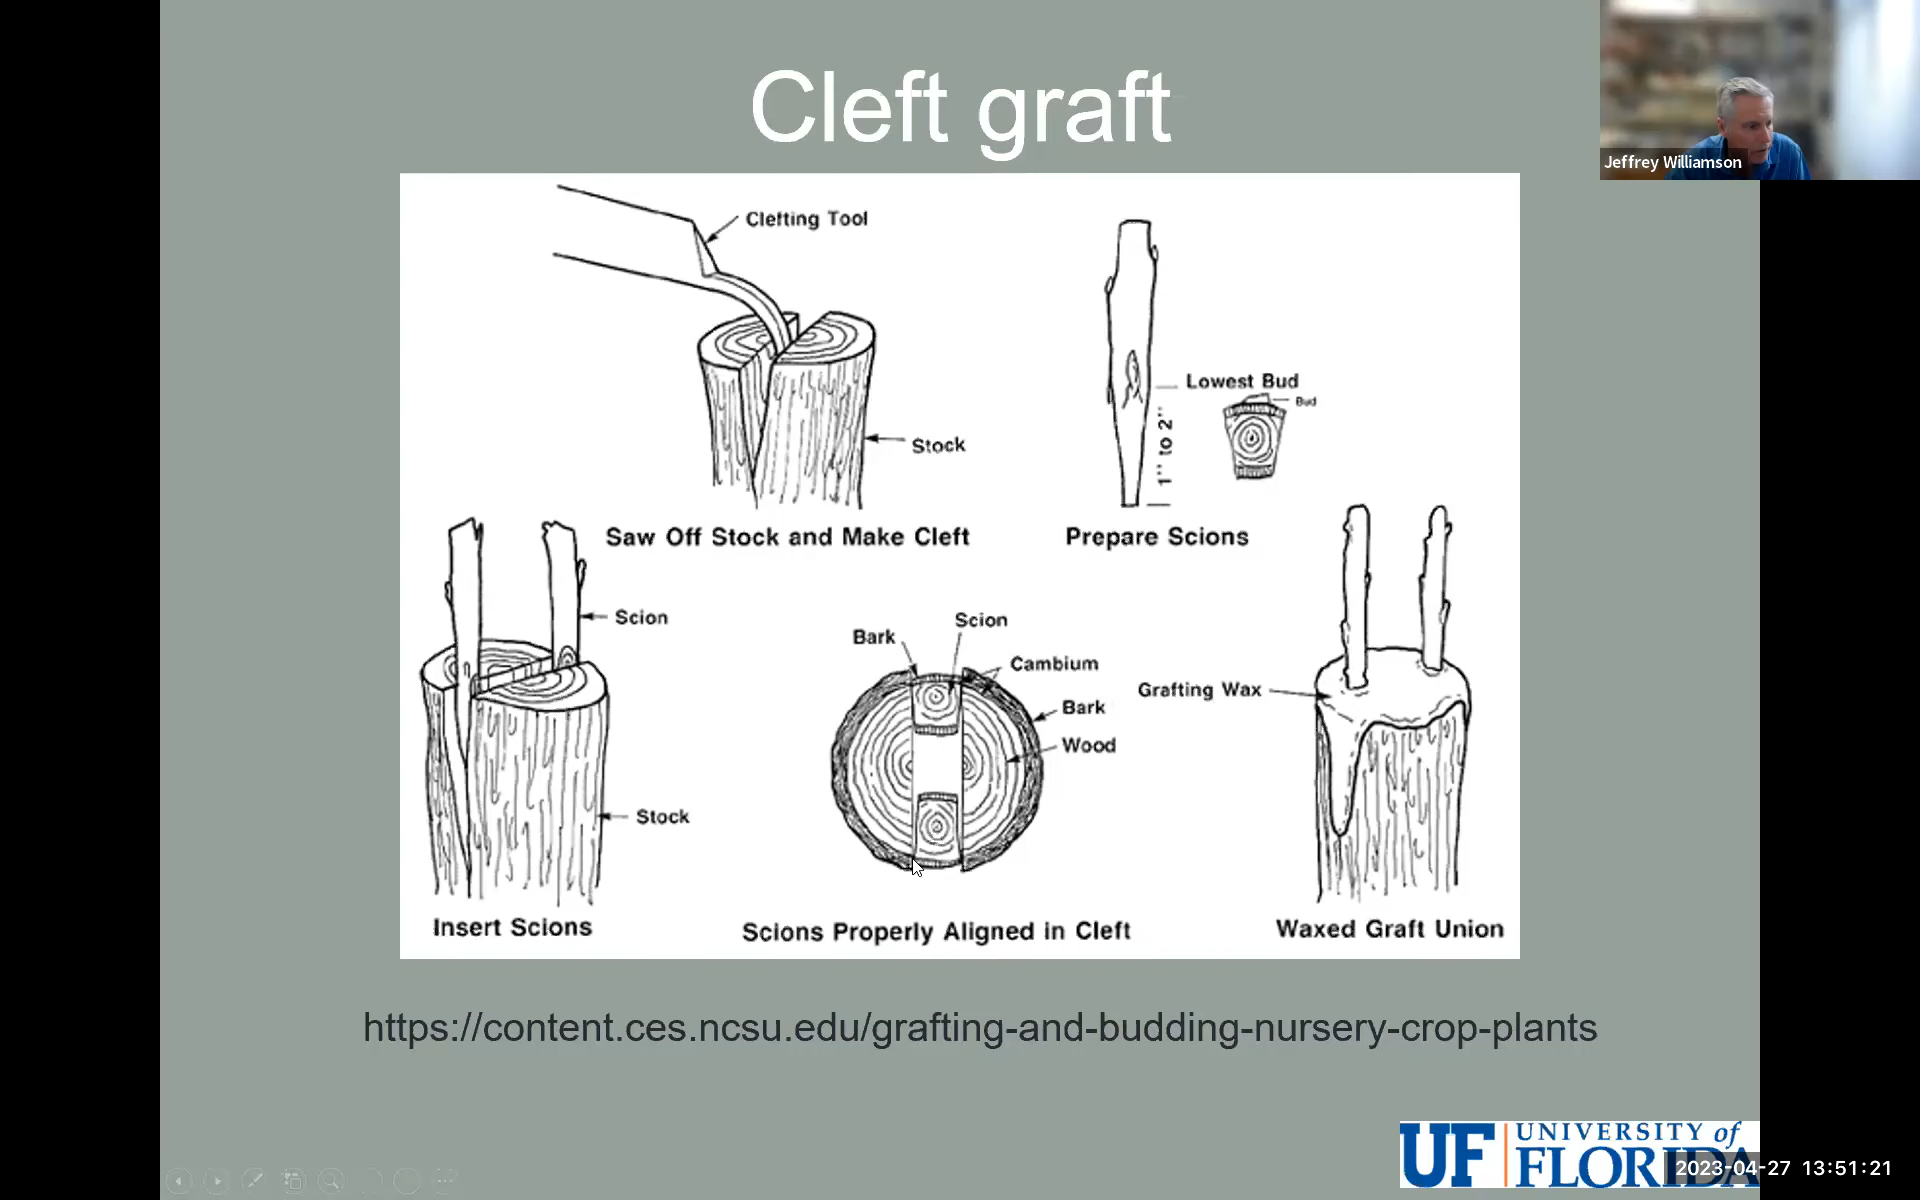 Cleft graft
Jeffrey Williamson
Clefting Tool
Stock
Saw Off Stock and Make Cleft
Lowest Bud
Bud
1" to 2"
Prepare Scions
Scion
Stock
Insert Scions
Bark
Scion
Cambium
Bark
Wood
Scions Properly Aligned in Cleft
Grafting Wax
Waxed Graft Union
https://content.ces.ncsu.edu/grafting-and-budding-nursery-crop-plants
UF UNIVERSITY of
FLORIDA
2023-04-27 13:51:21